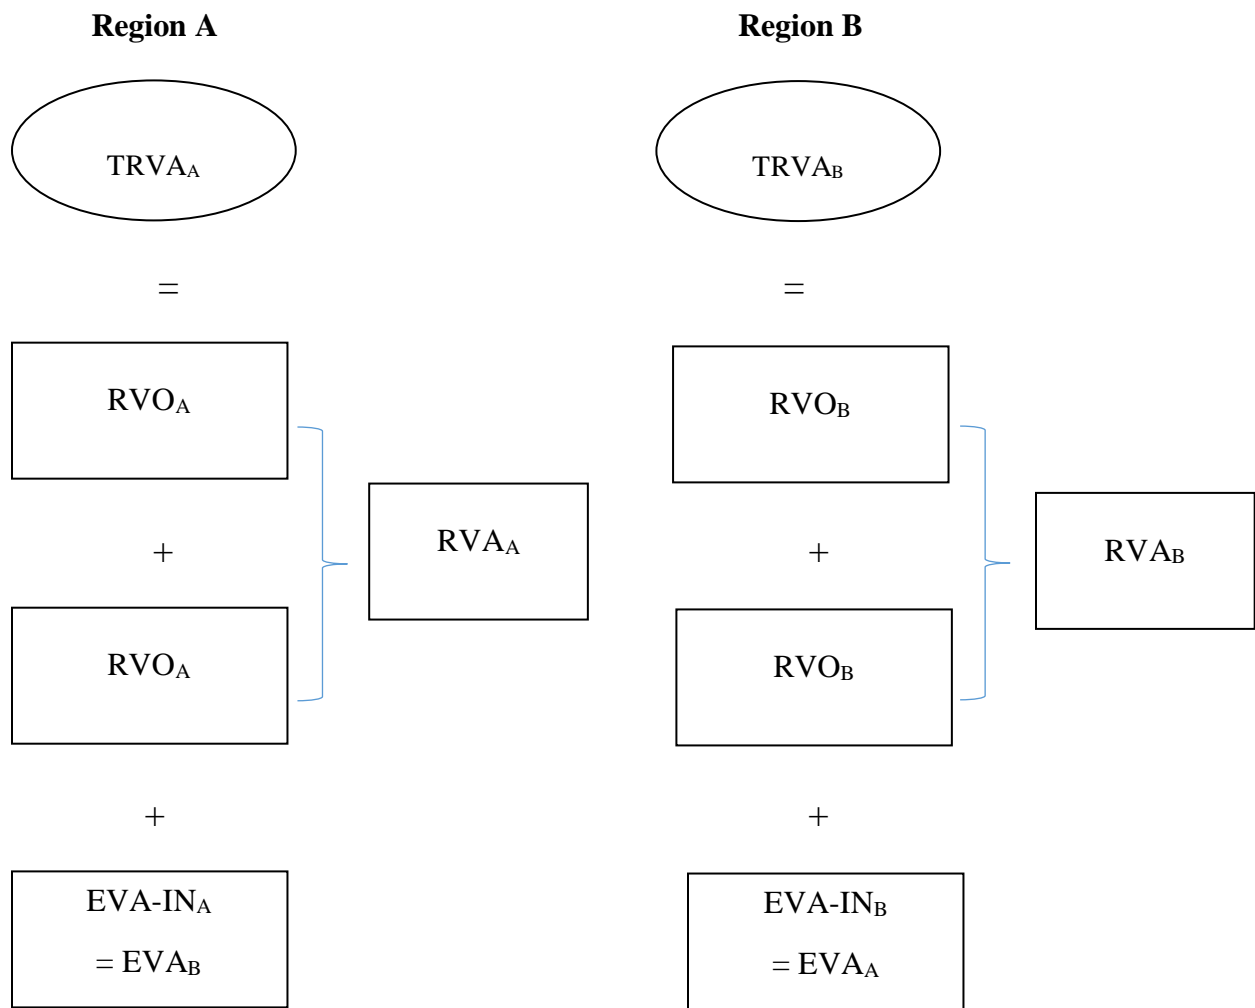 Region A
TRVAA
=
RVOA
+
RVOA
RVAA
+
EVA-INA
= EVAB
Region B
TRVAB
=
RVOB
+
RVOB
RVAB
+
EVA-INB
= EVAA